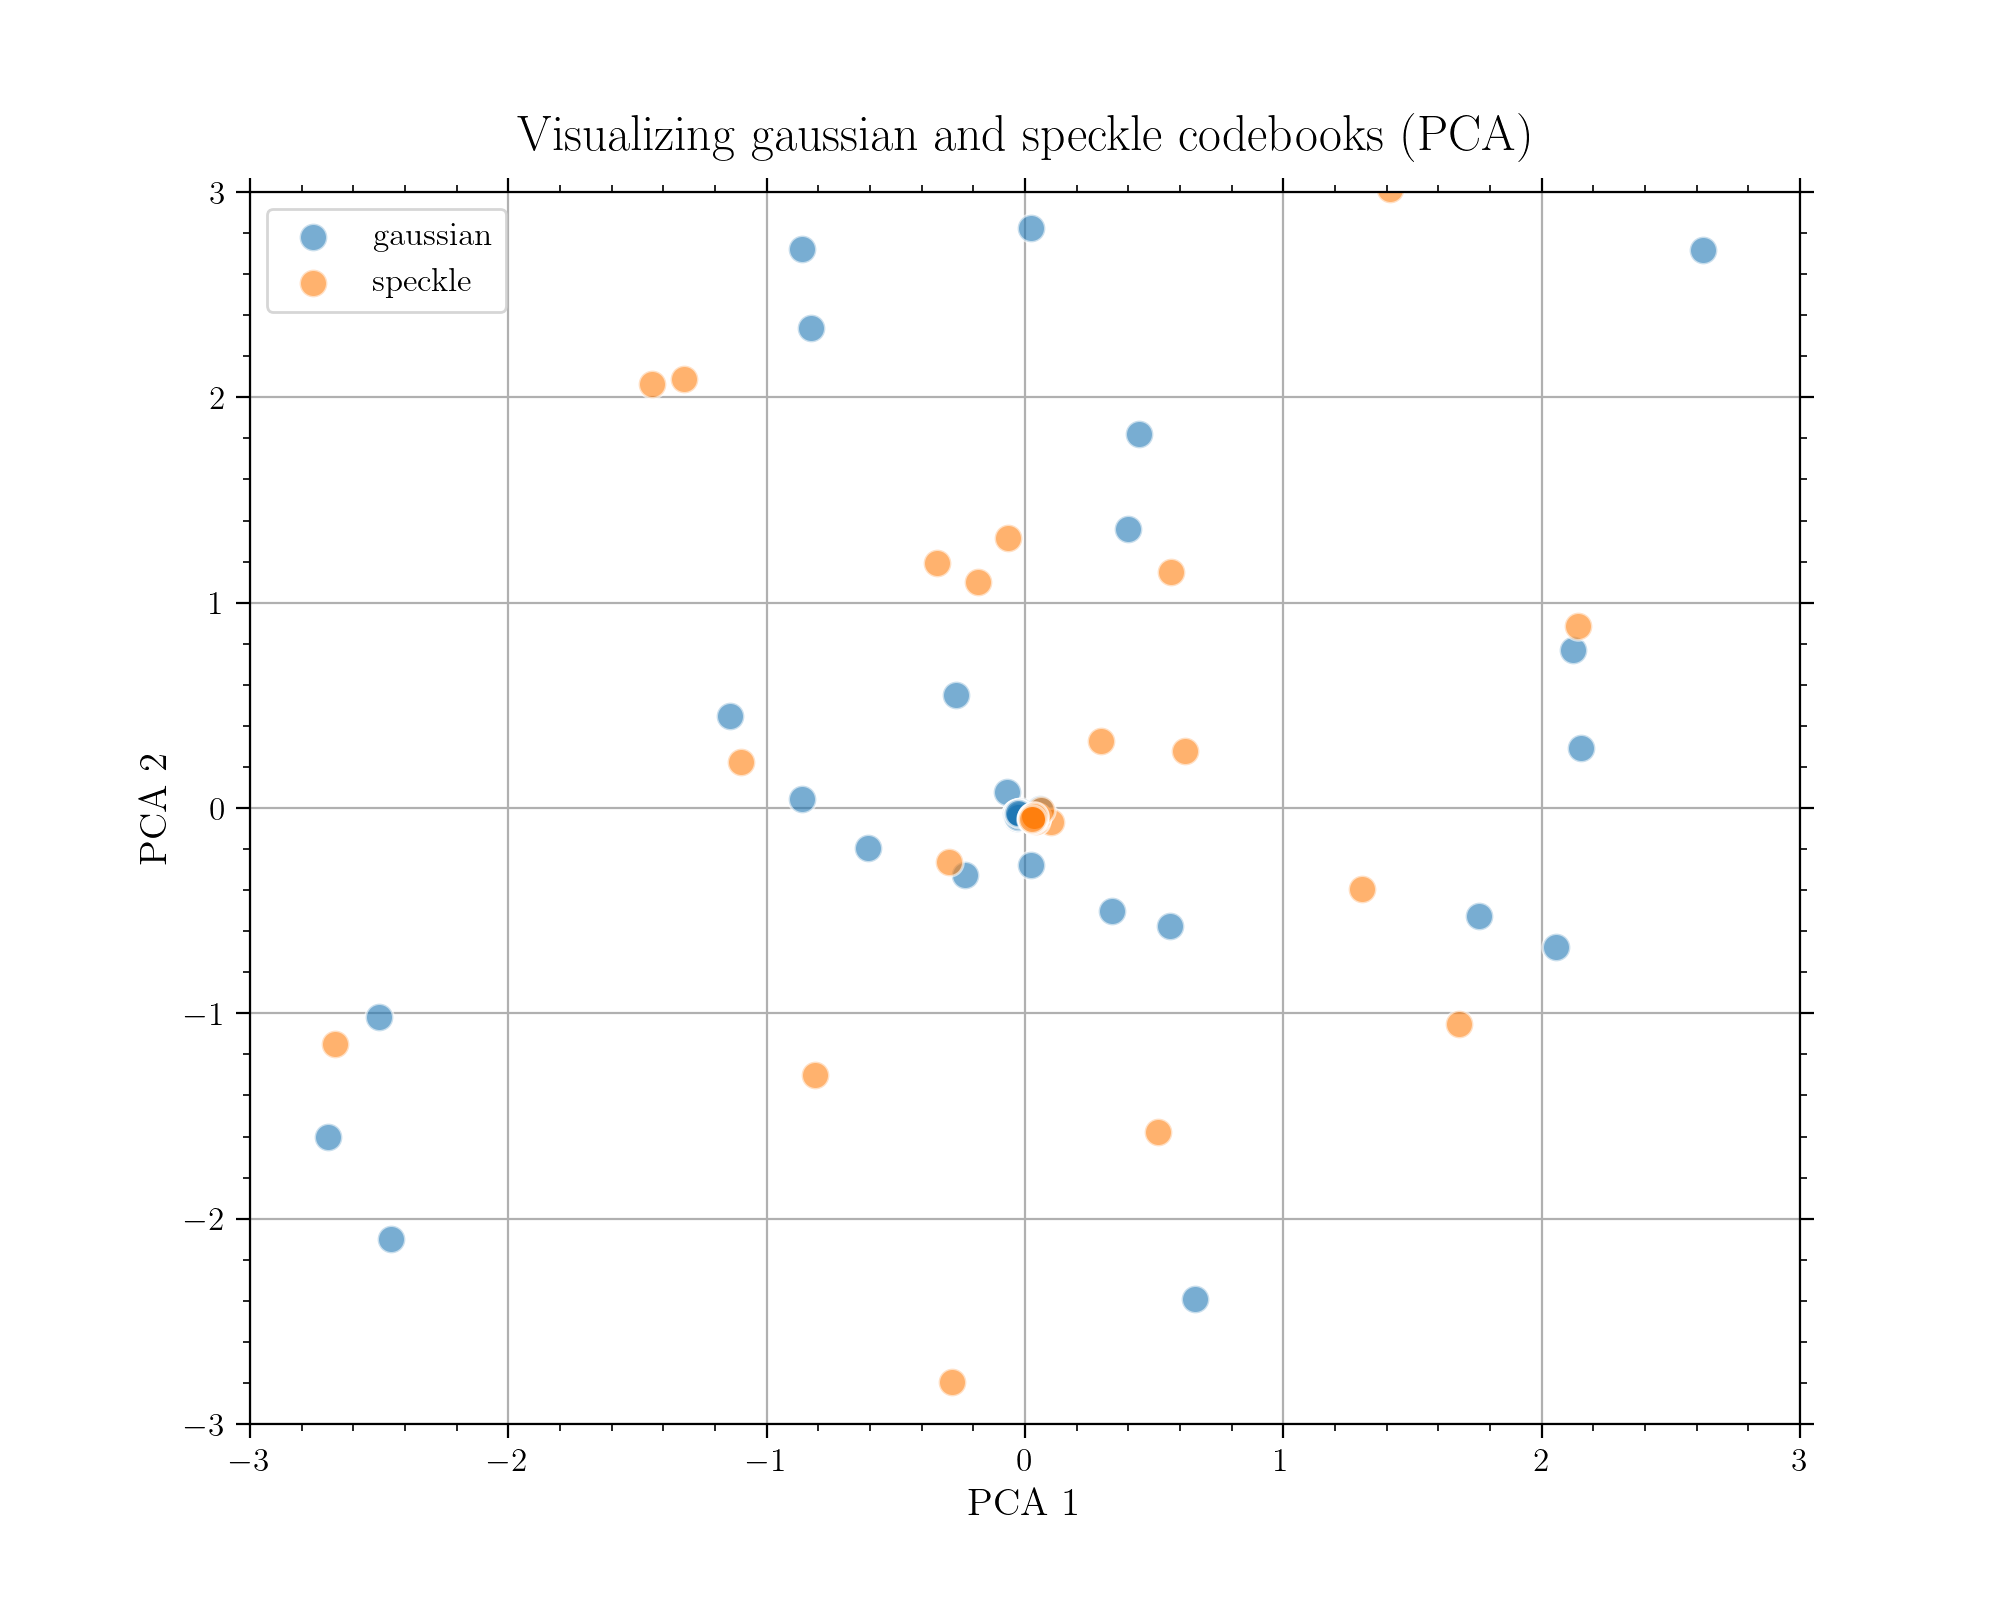 Visualizing gaussian and speckle codebooks (PCA)
gaussian
speckle
3
2
1
0
−1
−2
−3
PCA 2
−3 −2 −1 0 1 2 3
PCA 1